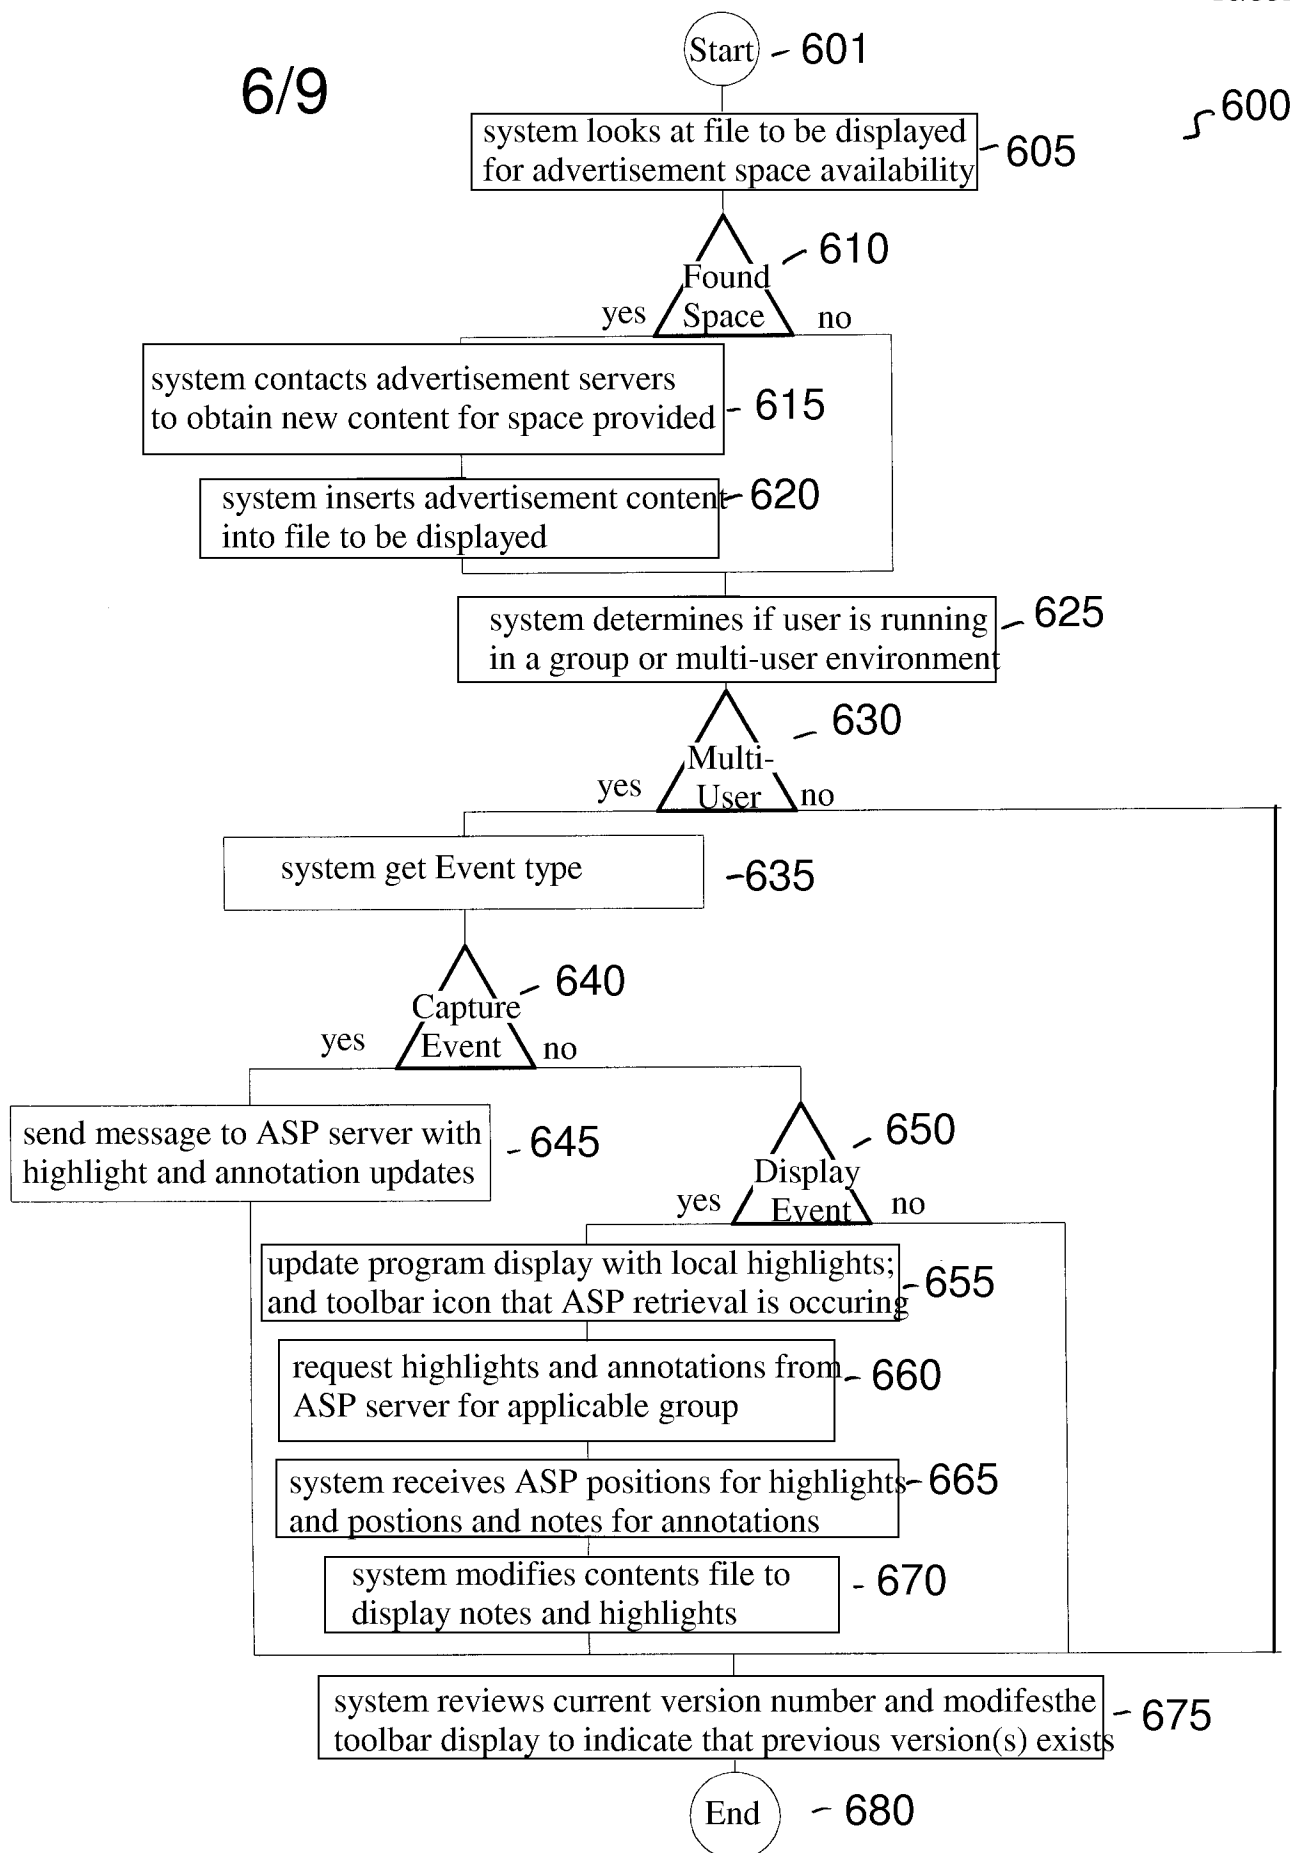 Start
601
6/9
600
system looks at file to be displayed
for advertisement space availability
605
610
Found
Space
yes
no
system contacts advertisement servers
to obtain new content for space provided
615
system inserts advertisement content
into file to be displayed
620
system determines if user is running
in a group or multi-user environment
625
630
Multi-
User
yes
no
system get Event type
635
640
Capture
Event
yes
no
send message to ASP server with
highlight and annotation updates
645
650
Display
Event
yes
no
update program display with local highlights;
and toolbar icon that ASP retrieval is occuring
655
request highlights and annotations from
ASP server for applicable group
660
system receives ASP positions for highlights
and postions and notes for annotations
665
system modifies contents file to
display notes and highlights
670
system reviews current version number and modifesthe
toolbar display to indicate that previous version(s) exists
675
End
680